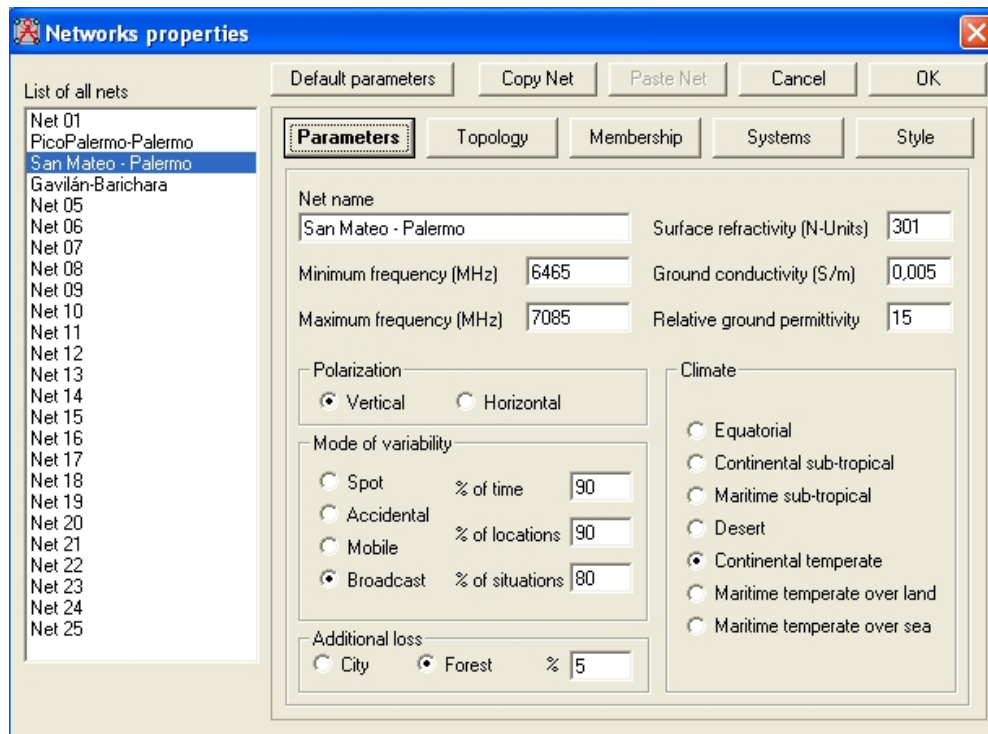 Networks properties
Default parameters
Copy Net
Paste Net
Cancel
OK
List of all nets
Net 01
PicoPalermo-Palermo
San Mateo - Palermo
Gavilán-Barichara
Net 05
Net 06
Net 07
Net 08
Net 09
Net 10
Net 11
Net 12
Net 13
Net 14
Net 15
Net 16
Net 17
Net 18
Net 19
Net 20
Net 21
Net 22
Net 23
Net 24
Net 25
Parameters
Topology
Membership
Systems
Style
Net name
San Mateo - Palermo
Minimum frequency (MHz) 6465
Maximum frequency (MHz) 7085
Surface refractivity (N-Units) 301
Ground conductivity (S/m) 0,005
Relative ground permittivity 15
Polarization
Vertical
Horizontal
Mode of variability
Spot
Accidental
Mobile
Broadcast
% of time 90
% of locations 90
% of situations 80
Additional loss
City
Forest
% 5
Climate
Equatorial
Continental sub-tropical
Maritime sub-tropical
Desert
Continental temperate
Maritime temperate over land
Maritime temperate over sea